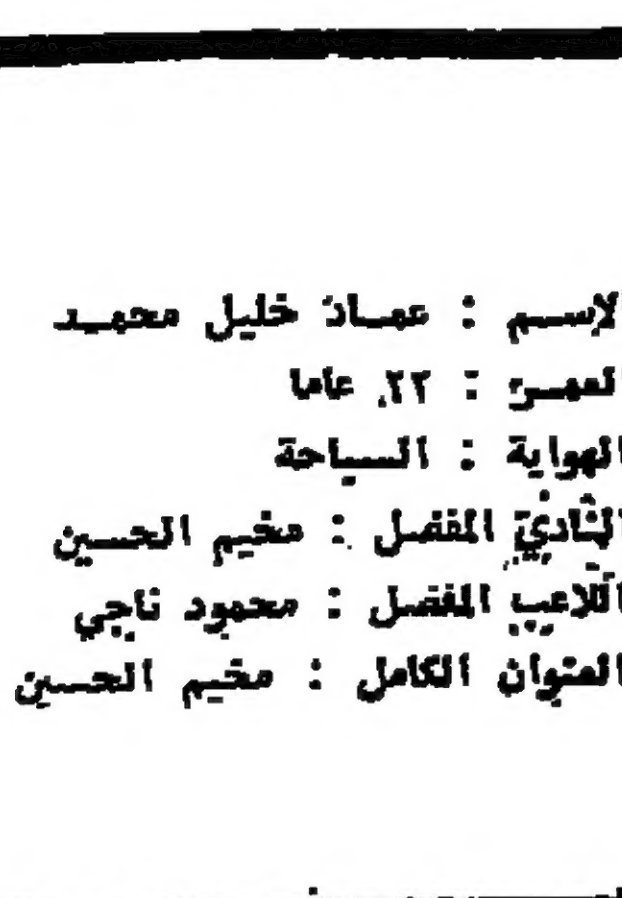 الإسم : عماد خليل محمد
العمر : ٢٢ عاما
الهواية : السباحة
النادي المفضل : مخيم الحسين
اللاعب المفضل : محمود ناجي
العنوان الكامل : مخيم الحسين